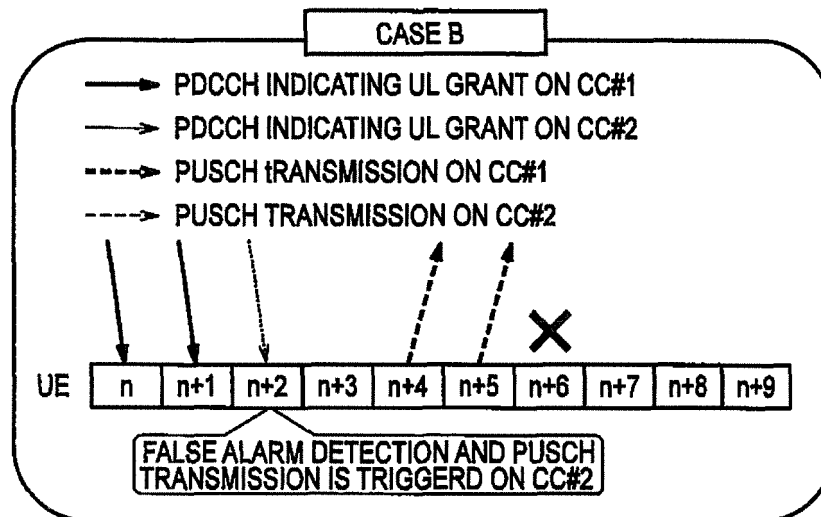 CASE B
PDCCH INDICATING UL GRANT ON CC#1
PDCCH INDICATING UL GRANT ON CC#2
PUSCH tRANSMISSION ON CC#1
PUSCH TRANSMISSION ON CC#2
UE n n+1 n+2 n+3 n+4 n+5 n+6 n+7 n+8 n+9
FALSE ALARM DETECTION AND PUSCH
TRANSMISSION IS TRIGGERD ON CC#2